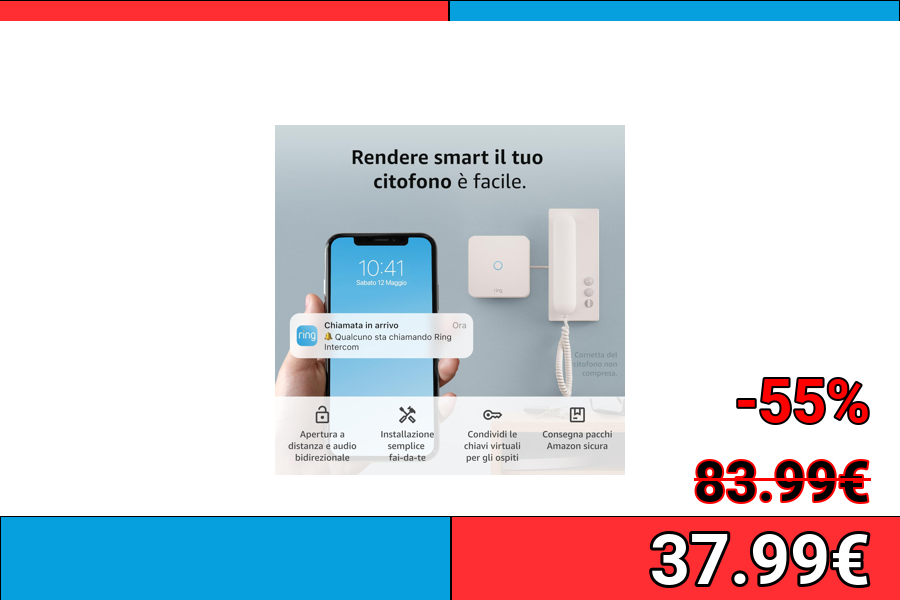 Rendere smart il tuo
citofono è facile.
10:41
Sabato 12 Maggio
ring
Chiamata in arrivo
Ora
🔔 Qualcuno sta chiamando Ring
Intercom
ring
Cornetta del
citofono non
compresa.
Apertura a
distanza e audio
bidirezionale
Installazione
semplice
fai-da-te
Condividi le
chiavi virtuali
per gli ospiti
Consegna pacchi
Amazon sicura
-55%
83.99€
37.99€